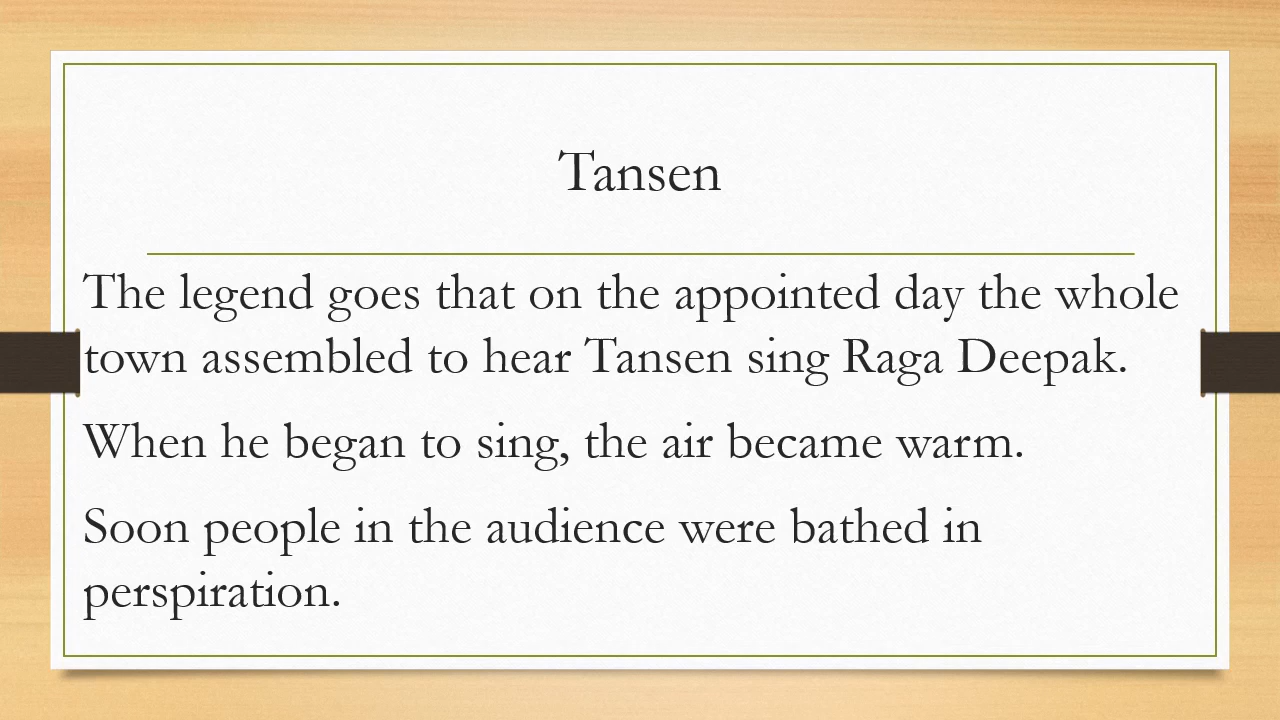 Tansen
The legend goes that on the appointed day the whole
town assembled to hear Tansen sing Raga Deepak.
When he began to sing, the air became warm.
Soon people in the audience were bathed in
perspiration.